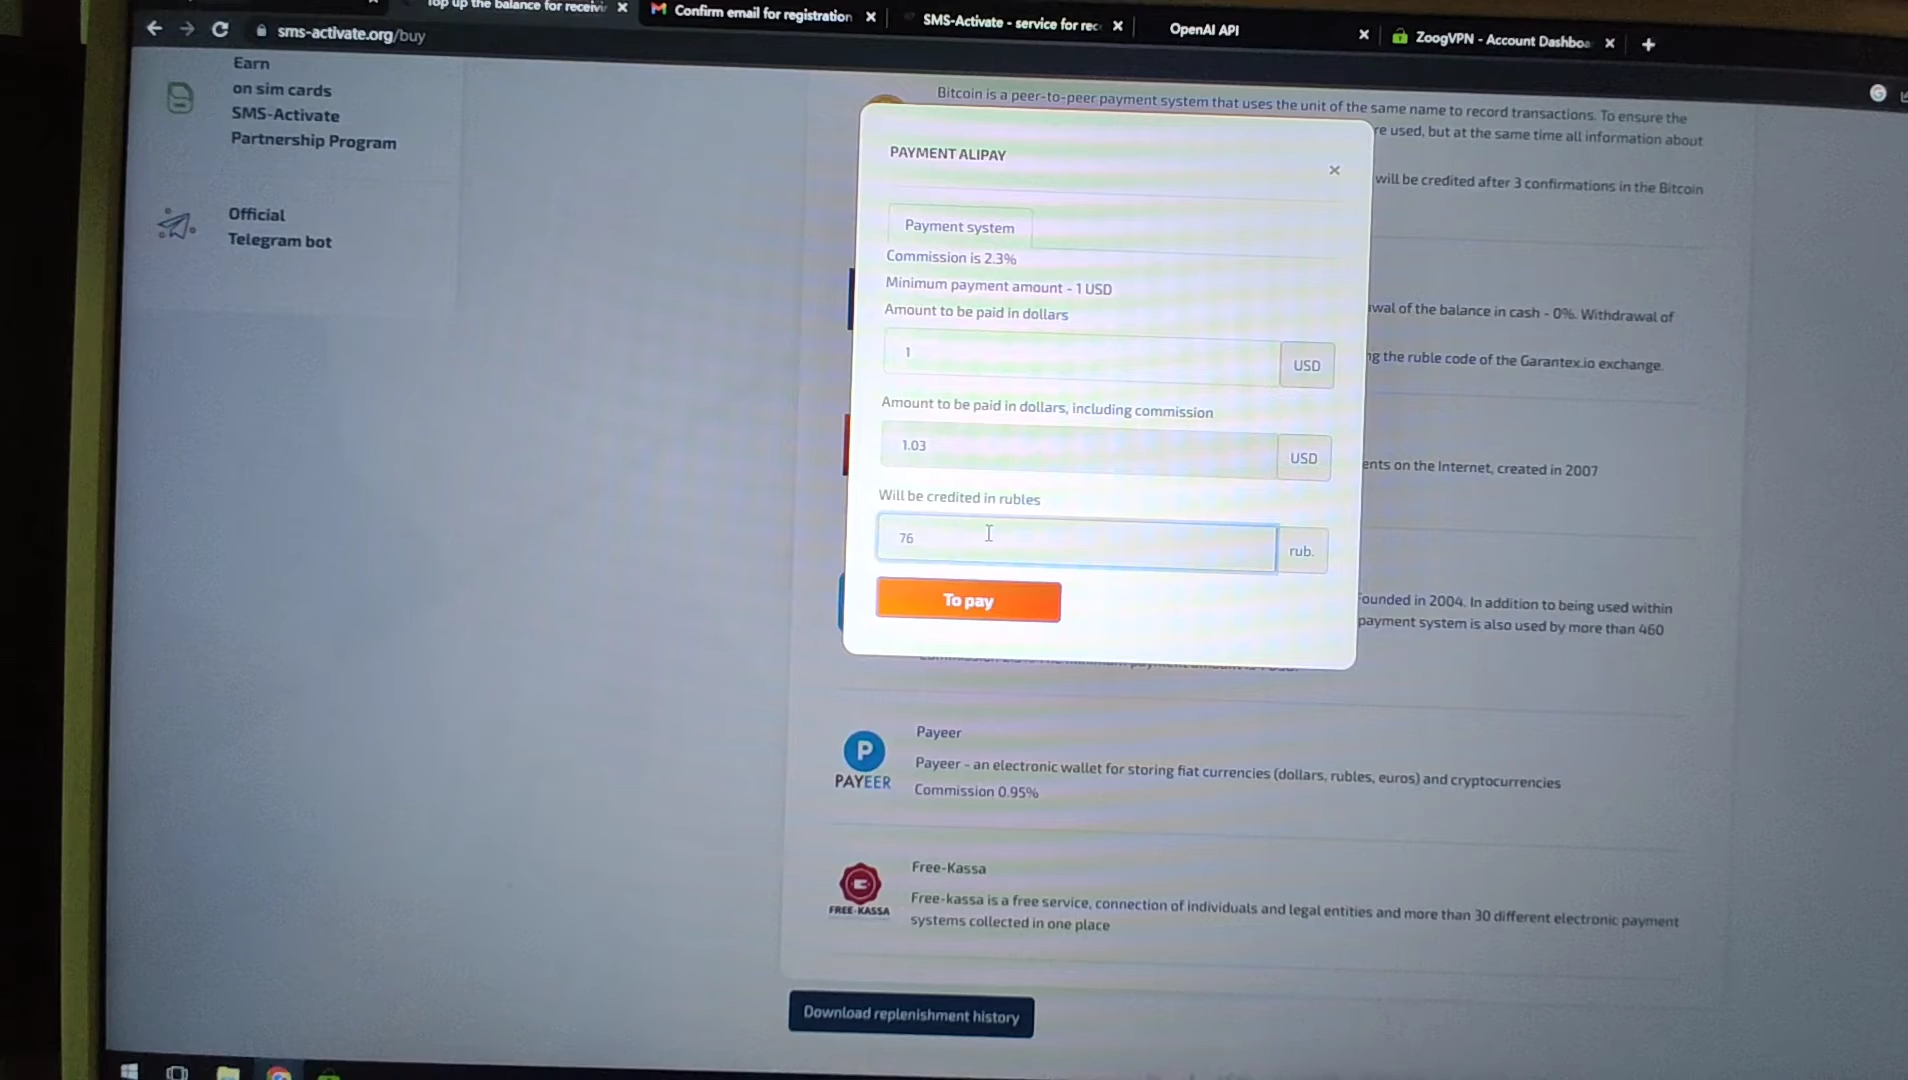 Top up the balance for receivi
Confirm email for registration
SMS-Activate - service for rec
OpenAI API
ZoogVPN - Account Dashboa
sms-activate.org/buy
Earn
on sim cards
SMS-Activate
Partnership Program
Official
Telegram bot
Bitcoin is a peer-to-peer payment system that uses the unit of the same name to record transactions. To ensure the
re used, but at the same time all information about
will be credited after 3 confirmations in the Bitcoin
PAYMENT ALIPAY
Payment system
Commission is 2.3%
Minimum payment amount - 1 USD
Amount to be paid in dollars
1
USD
Amount to be paid in dollars, including commission
1.03
USD
Will be credited in rubles
76
rub.
To pay
wal of the balance in cash - 0%. Withdrawal of
ng the ruble code of the Garantex.io exchange.
ents on the Internet, created in 2007
ounded in 2004. In addition to being used within
payment system is also used by more than 460
Payeer
Payeer - an electronic wallet for storing fiat currencies (dollars, rubles, euros) and cryptocurrencies
Commission 0.95%
P
PAYEER
Free-Kassa
Free-kassa is a free service, connection of individuals and legal entities and more than 30 different electronic payment
systems collected in one place
FREE-KASSA
Download replenishment history